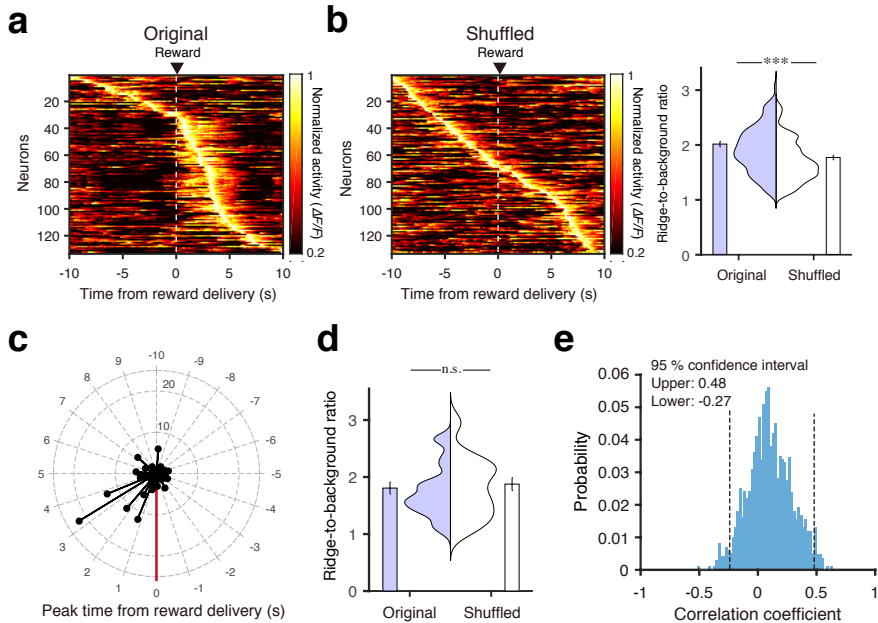 a
Original
Reward
Neurons
20
40
60
80
100
120
-10
-5
0
5
10
Time from reward delivery (s)
1
0.2
Normalized activity (ΔF/F)
b
Shuffled
Reward
Neurons
20
40
60
80
100
120
-10
-5
0
5
10
Time from reward delivery (s)
1
0.2
Normalized activity (ΔF/F)
Ridge-to-background ratio
3
2
1
0
***
Original
Shuffled
c
-10
-9
-8
-7
-6
-5
-4
-3
-2
-1
0
1
2
3
4
5
6
7
8
9
10
20
Peak time from reward delivery (s)
d
Ridge-to-background ratio
3
2
1
0
n.s.
Original
Shuffled
e
95 % confidence interval
Upper: 0.48
Lower: -0.27
Probability
0.06
0.05
0.04
0.03
0.02
0.01
0
-1
-0.5
0
0.5
1
Correlation coefficient